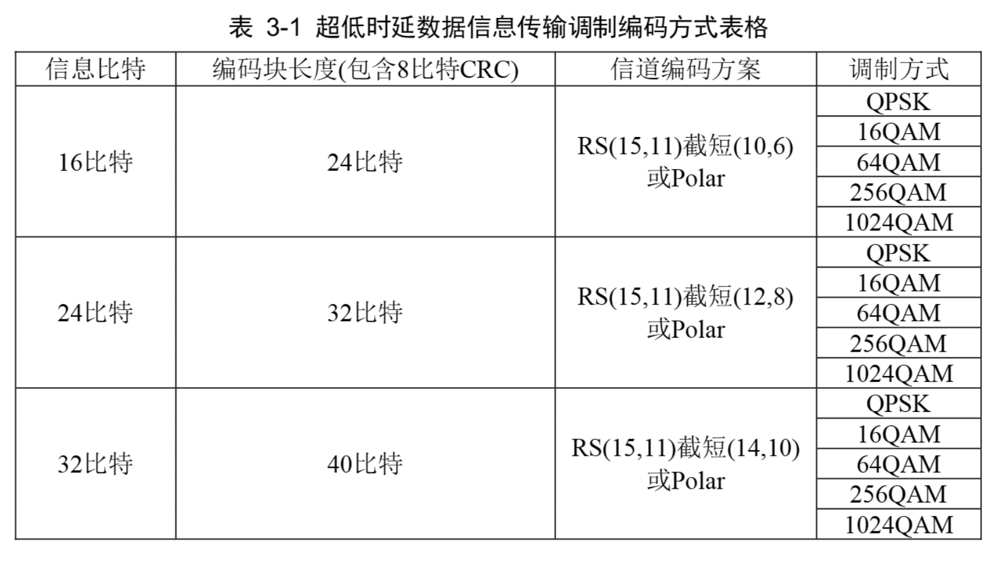 表 3-1 超低时延数据信息传输调制编码方式表格
信息比特 编码块长度(包含8比特CRC) 信道编码方案 调制方式
16比特 24比特 RS(15,11)截短(10,6)
或Polar
QPSK
16QAM
64QAM
256QAM
1024QAM
24比特 32比特 RS(15,11)截短(12,8)
或Polar
QPSK
16QAM
64QAM
256QAM
1024QAM
32比特 40比特 RS(15,11)截短(14,10)
或Polar
QPSK
16QAM
64QAM
256QAM
1024QAM